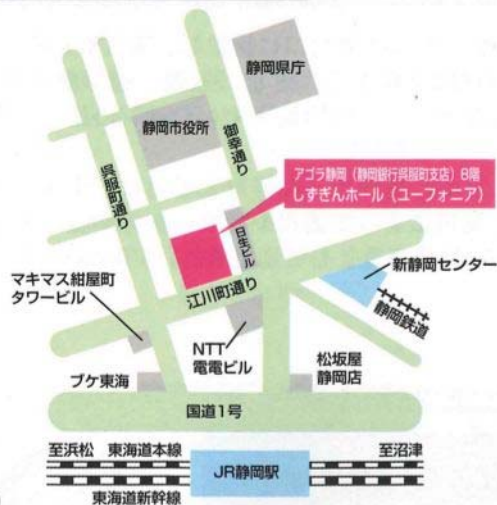 静岡県庁
静岡市役所
御幸通り
呉服町通り
アゴラ静岡（静岡銀行呉服町支店）8階
しずぎんホール（ユーフォニア）
日生ビル
新静岡センター
江川町通り
マキマス紺屋町
タワービル
静岡鉄道
NTT
電電ビル
松坂屋
静岡店
ブケ東海
国道1号
至浜松
東海道本線
至沼津
JR静岡駅
東海道新幹線